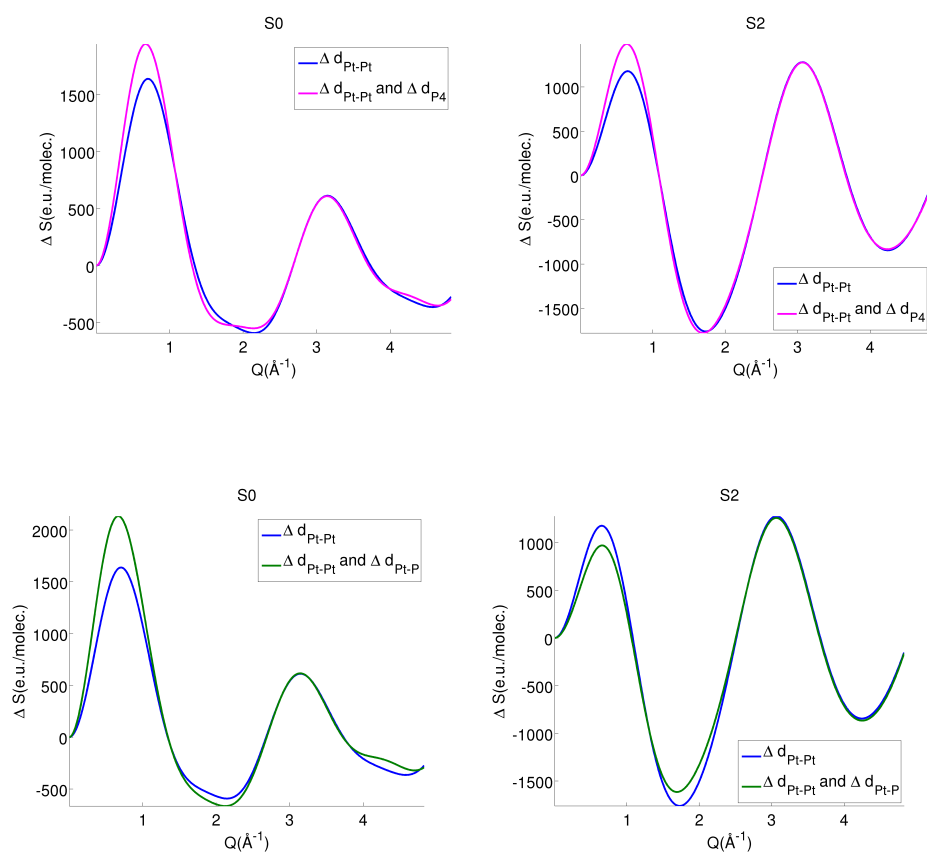 S0
Δ S(e.u./molec.)
1500
1000
500
0
-500
1 2 3 4
Q(Å⁻¹)
Δ d_Pt-Pt
Δ d_Pt-Pt and Δ d_P4
S2
Δ S(e.u./molec.)
1000
500
0
-500
-1000
-1500
1 2 3 4
Q(Å⁻¹)
Δ d_Pt-Pt
Δ d_Pt-Pt and Δ d_P4
S0
Δ S(e.u./molec.)
2000
1500
1000
500
0
-500
1 2 3 4
Q(Å⁻¹)
Δ d_Pt-Pt
Δ d_Pt-Pt and Δ d_Pt-P
S2
Δ S(e.u./molec.)
1000
500
0
-500
-1000
-1500
1 2 3 4
Q(Å⁻¹)
Δ d_Pt-Pt
Δ d_Pt-Pt and Δ d_Pt-P